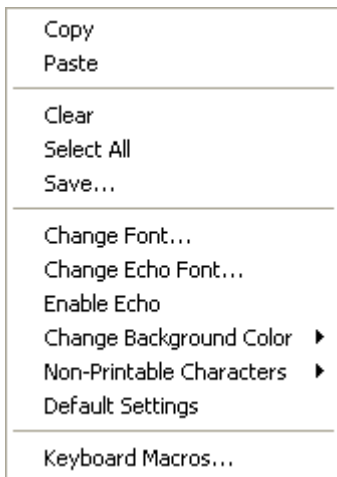 Copy
Paste
Clear
Select All
Save...
Change Font...
Change Echo Font...
Enable Echo
Change Background Color
Non-Printable Characters
Default Settings
Keyboard Macros...